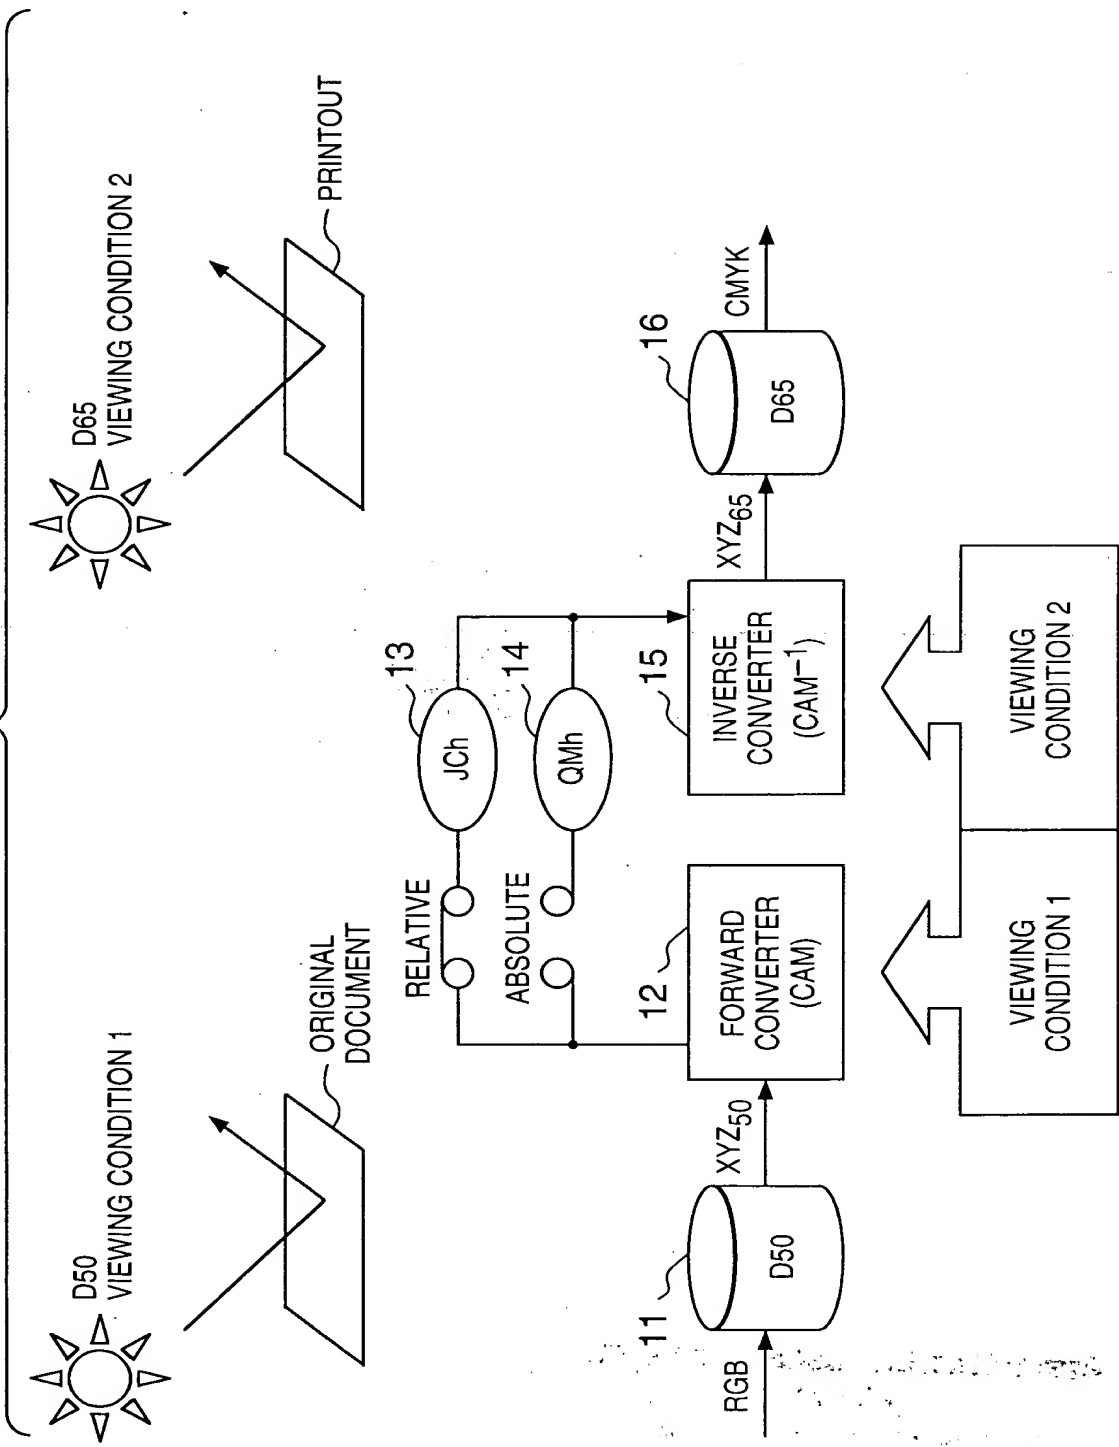 D50
VIEWING CONDITION 1
ORIGINAL
DOCUMENT
D65
VIEWING CONDITION 2
PRINTOUT
RELATIVE
JCh
13
ABSOLUTE
QMh
14
RGB
11
D50
XYZ50
12
FORWARD
CONVERTER
(CAM)
15
INVERSE
CONVERTER
(CAM-1)
XYZ65
16
D65
CMYK
VIEWING
CONDITION 1
VIEWING
CONDITION 2